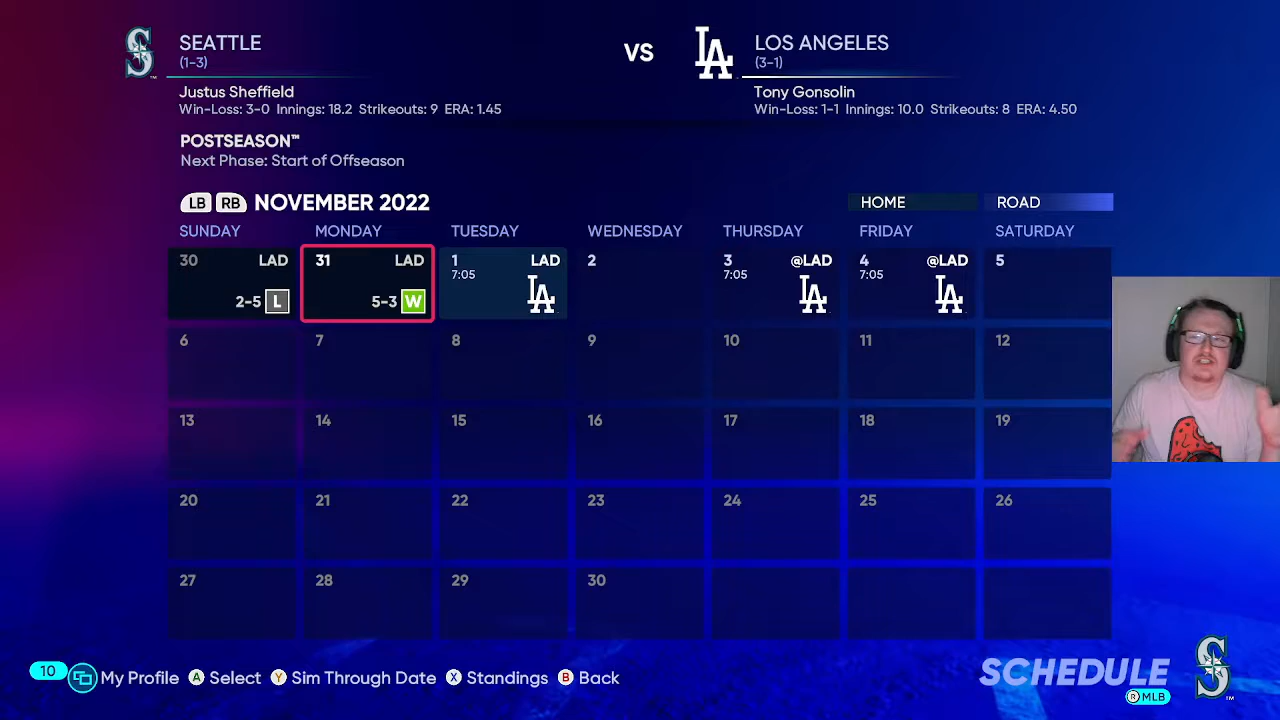 SEATTLE
(1-3)
VS
LA
LOS ANGELES
(3-1)
Justus Sheffield
Win-Loss: 3-0 Innings: 18.2 Strikeouts: 9 ERA: 1.45
Tony Gonsolin
Win-Loss: 1-1 Innings: 10.0 Strikeouts: 8 ERA: 4.50
POSTSEASON™
Next Phase: Start of Offseason
LB RB NOVEMBER 2022
HOME ROAD
SUNDAY MONDAY TUESDAY WEDNESDAY THURSDAY FRIDAY SATURDAY
30 LAD 31 LAD 1 LAD 2 3 @LAD 4 @LAD 5
7:05 7:05 7:05
2-5 L 5-3 W LA LA LA
6 7 8 9 10 11 12
13 14 15 16 17 18 19
20 21 22 23 24 25 26
27 28 29 30
10 My Profile A Select Y Sim Through Date X Standings B Back
SCHEDULE
R MLB